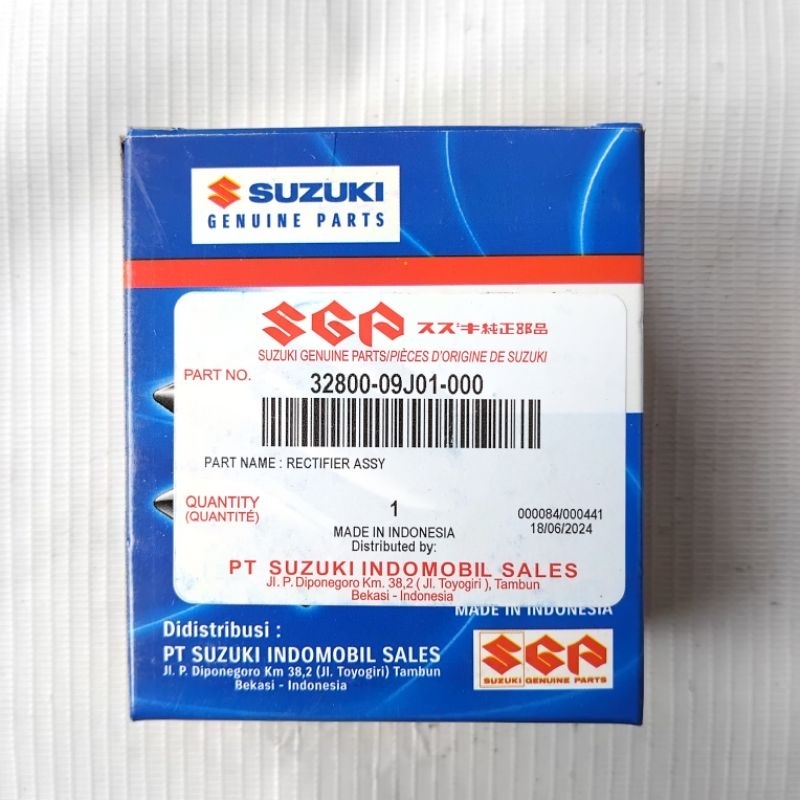 SUZUKI
GENUINE PARTS
SGP スズキ純正部品
SUZUKI GENUINE PARTS/PIÈCES D'ORIGINE DE SUZUKI
PART NO. 32800-09J01-000
PART NAME : RECTIFIER ASSY
QUANTITY
(QUANTITÉ)
1
000084/000441
18/06/2024
MADE IN INDONESIA
Distributed by:
PT SUZUKI INDOMOBIL SALES
Jl. P. Diponegoro Km. 38,2 ( Jl. Toyogiri ), Tambun
Bekasi - Indonesia
MADE IN INDONESIA
Didistribusi :
PT SUZUKI INDOMOBIL SALES
Jl. P. Diponegoro Km 38,2 (Jl. Toyogiri) Tambun
Bekasi - Indonesia
SGP
SUZUKI GENUINE PARTS